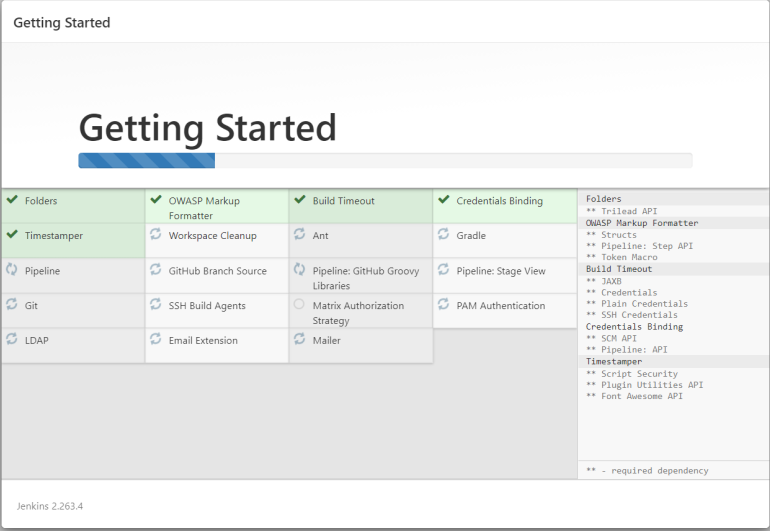 Getting Started
Getting Started
Folders
OWASP Markup
Formatter
Build Timeout
Credentials Binding
Timestamper
Workspace Cleanup
Ant
Gradle
Pipeline
GitHub Branch Source
Pipeline: GitHub Groovy
Libraries
Pipeline: Stage View
Git
SSH Build Agents
Matrix Authorization
Strategy
PAM Authentication
LDAP
Email Extension
Mailer
Folders
** Trilead API
OWASP Markup Formatter
** Structs
** Pipeline: Step API
** Token Macro
Build Timeout
** JAXB
** Credentials
** Plain Credentials
** SSH Credentials
Credentials Binding
** SCM API
** Pipeline: API
Timestamper
** Script Security
** Plugin Utilities API
** Font Awesome API
** - required dependency
Jenkins 2.263.4